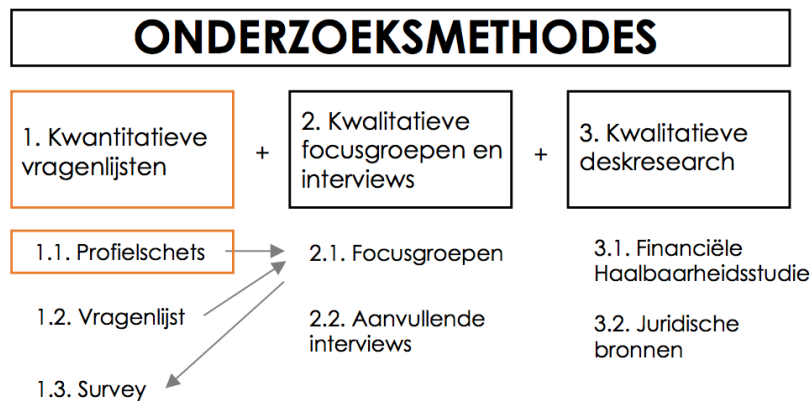 ONDERZOEKSMETHODES
1. Kwantitatieve
vragenlijsten
+
2. Kwalitatieve
focusgroepen en
interviews
+
3. Kwalitatieve
deskresearch
1.1. Profielschets
1.2. Vragenlijst
1.3. Survey
2.1. Focusgroepen
2.2. Aanvullende
interviews
3.1. Financiële
Haalbaarheidsstudie
3.2. Juridische
bronnen